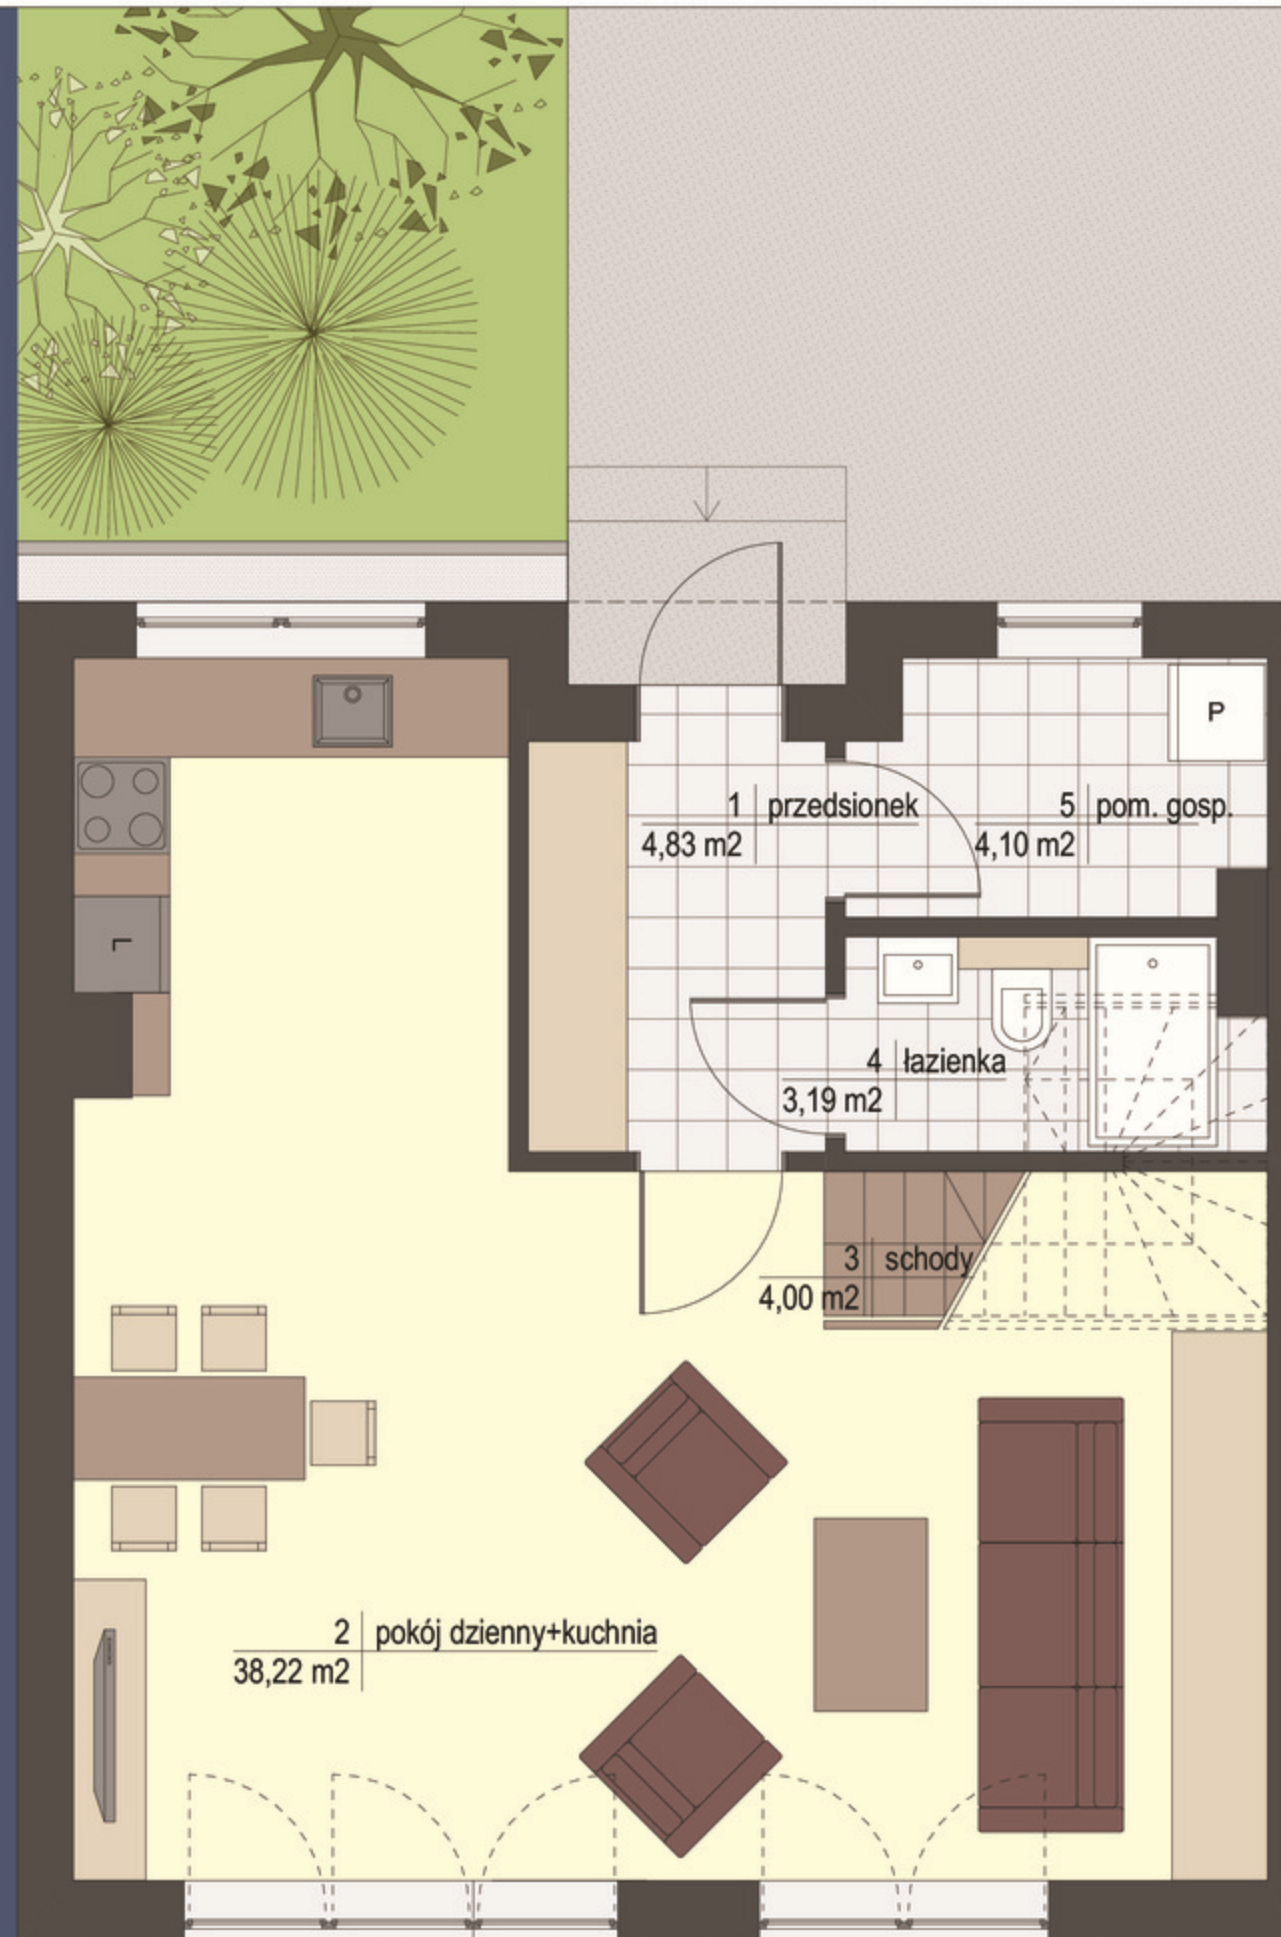 P
1 przedsionek
4,83 m2
5 pom. gosp.
4,10 m2
L
4 łazienka
3,19 m2
3 schody
4,00 m2
2 pokój dzienny+kuchnia
38,22 m2